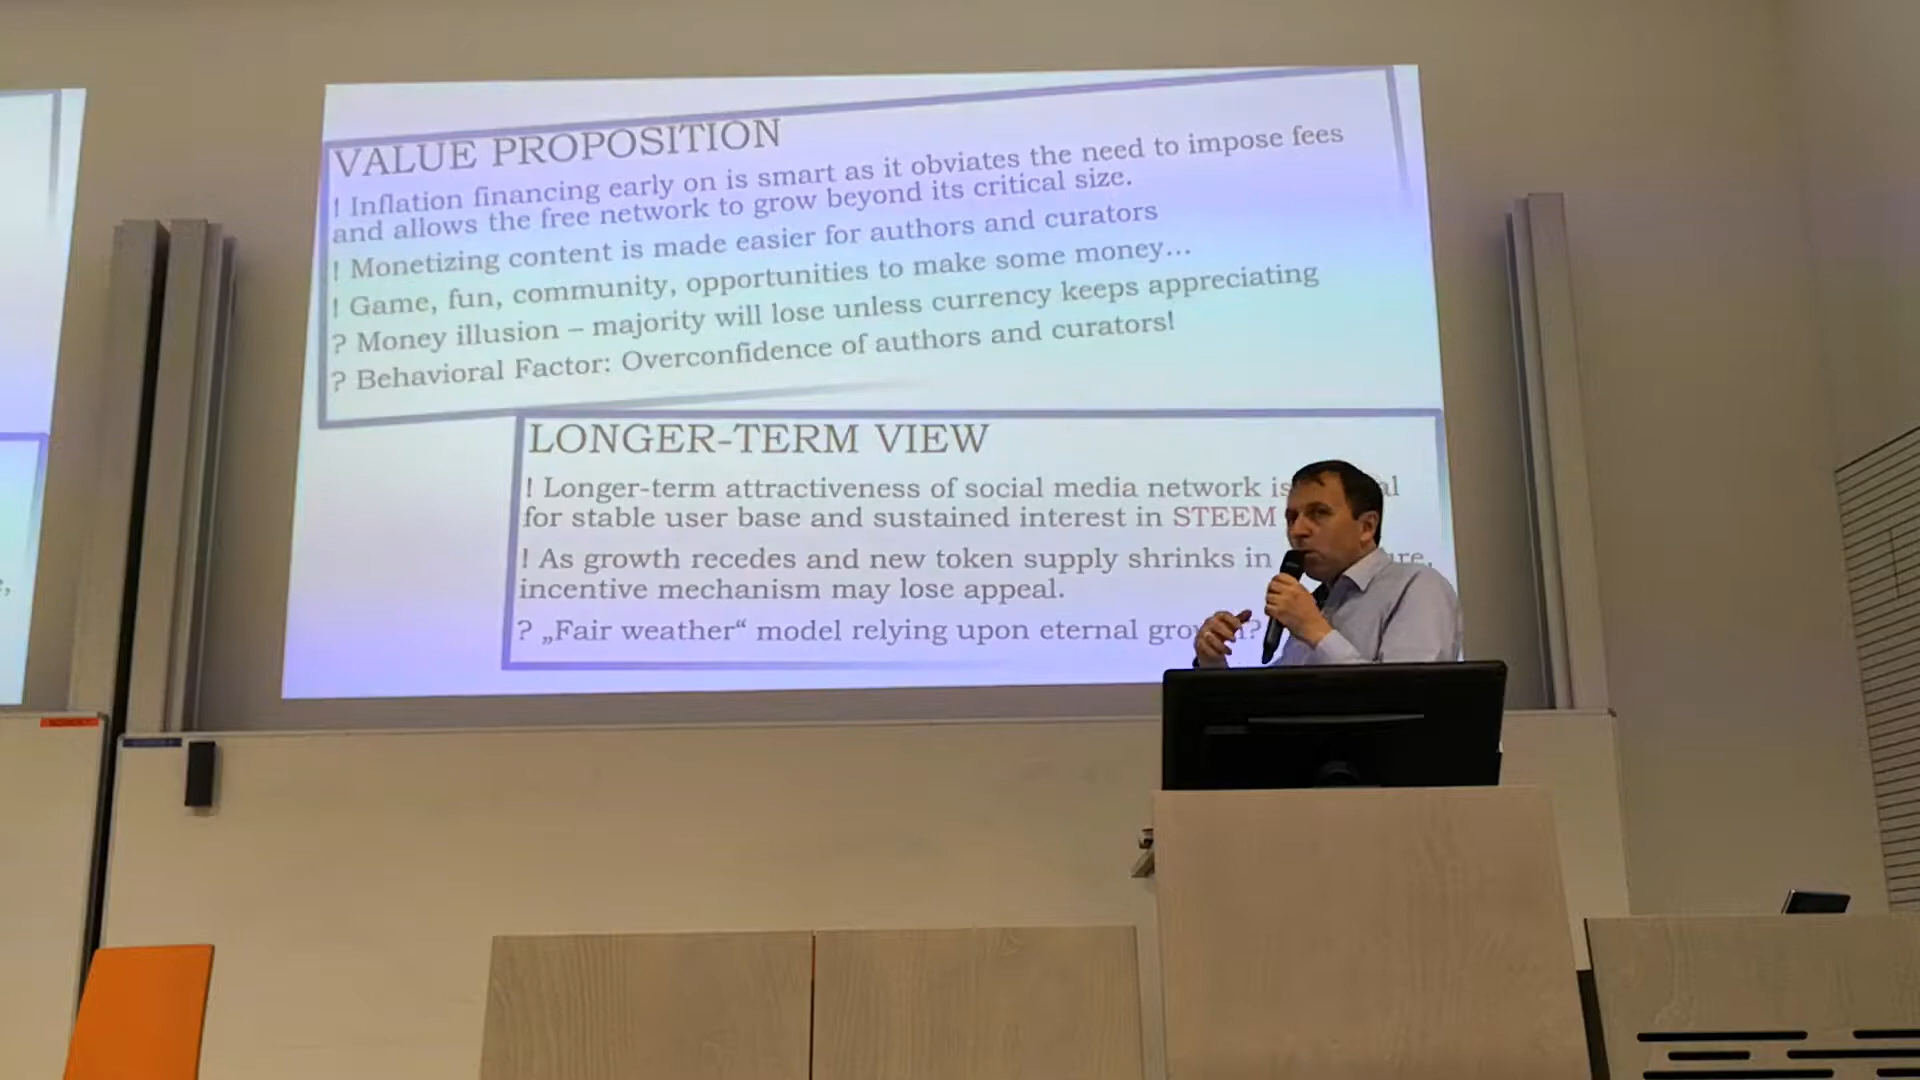 VALUE PROPOSITION
! Inflation financing early on is smart as it obviates the need to impose fees
and allows the free network to grow beyond its critical size.
! Monetizing content is made easier for authors and curators
! Game, fun, community, opportunities to make some money...
? Money illusion – majority will lose unless currency keeps appreciating
? Behavioral Factor: Overconfidence of authors and curators!
LONGER-TERM VIEW
! Longer-term attractiveness of social media network is
for stable user base and sustained interest in STEEM
! As growth recedes and new token supply shrinks in
incentive mechanism may lose appeal.
? „Fair weather“ model relying upon eternal